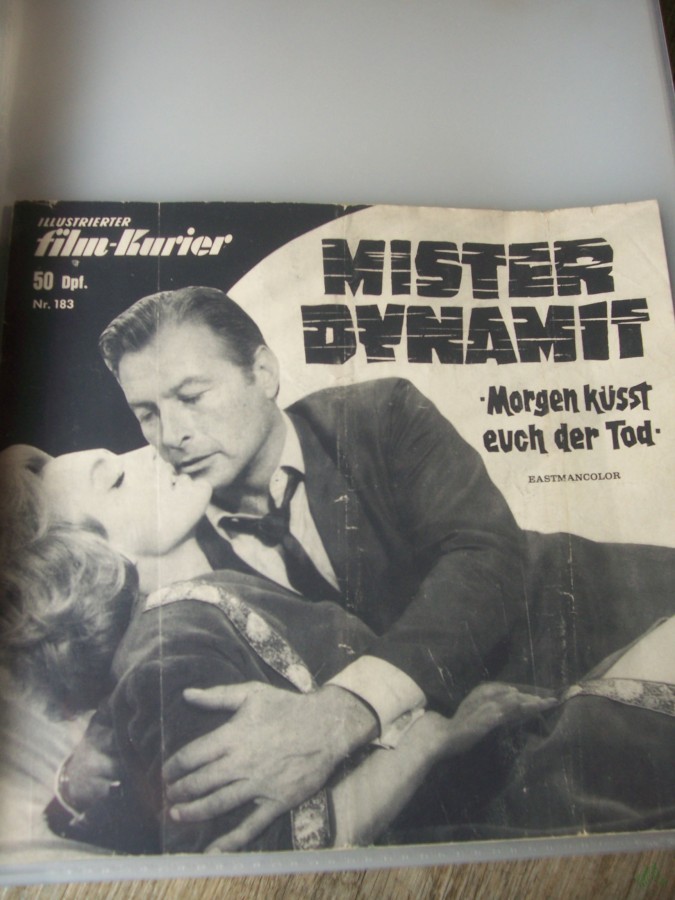 ILLUSTRIERTER
film-Kurier
50 Dpf.
Nr. 183
MISTER
DYNAMIT
·Morgen küsst
euch der Tod·
EASTMANCOLOR